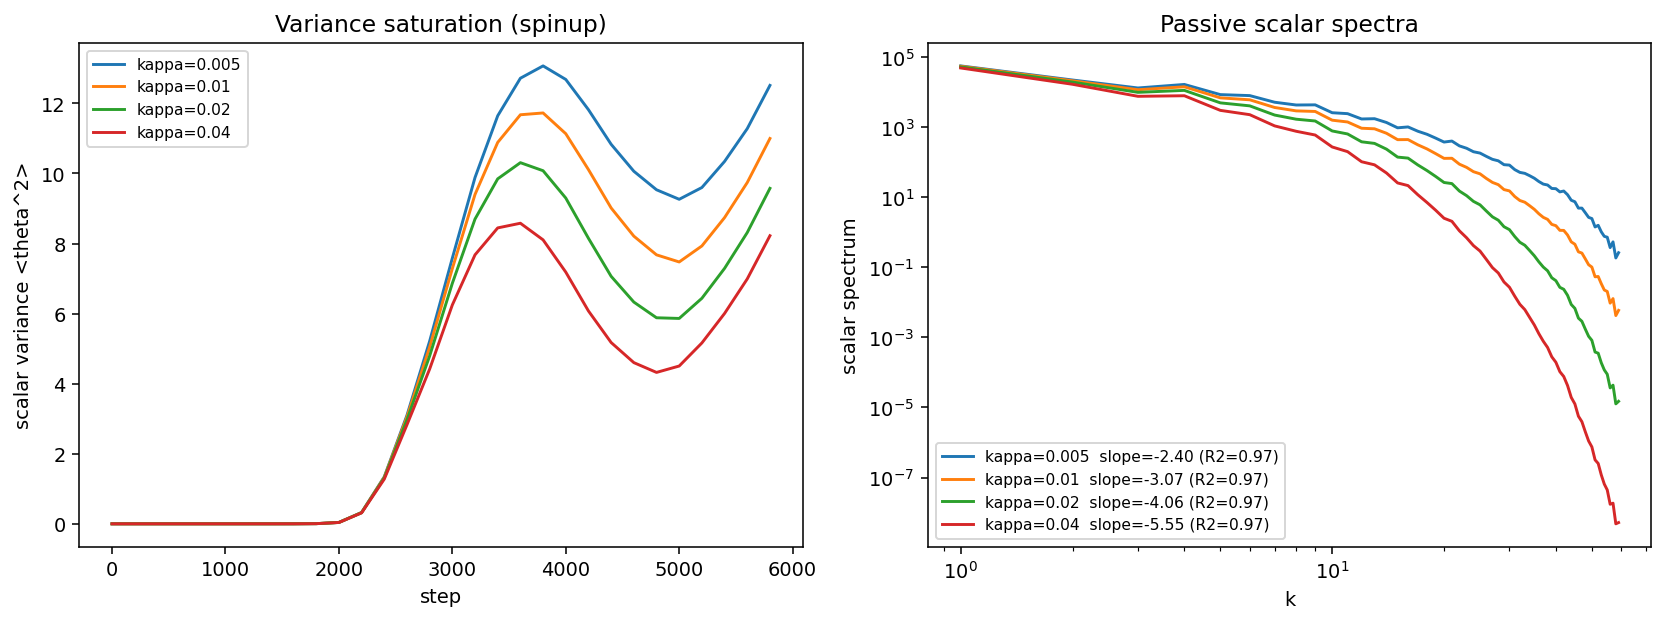 Variance saturation (spinup)
kappa=0.005
kappa=0.01
kappa=0.02
kappa=0.04
scalar variance <theta^2>
12
10
8
6
4
2
0
0 1000 2000 3000 4000 5000 6000
step
Passive scalar spectra
scalar spectrum
10^5
10^3
10^1
10^−1
10^−3
10^−5
10^−7
kappa=0.005 slope=-2.40 (R2=0.97)
kappa=0.01 slope=-3.07 (R2=0.97)
kappa=0.02 slope=-4.06 (R2=0.97)
kappa=0.04 slope=-5.55 (R2=0.97)
10^0 10^1
k